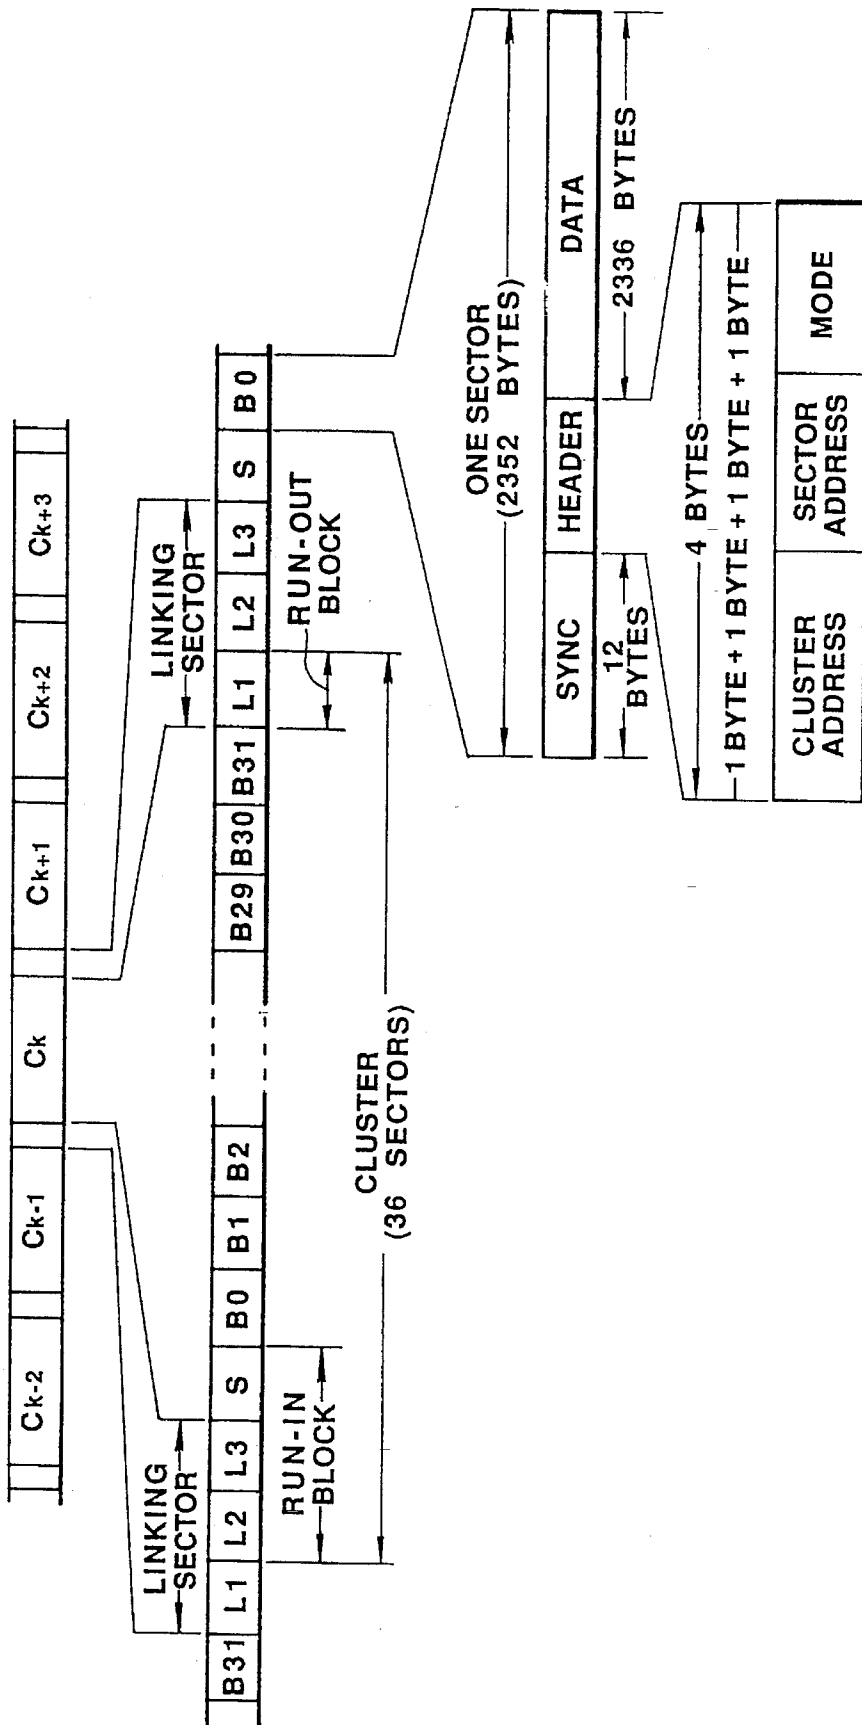 Ck-2 Ck-1 Ck Ck+1 Ck+2 Ck+3
LINKING
SECTOR
LINKING
SECTOR
B31 L1 L2 L3 S B0 B1 B2 B29 B30 B31 L1 L2 L3 S B0
RUN-IN
BLOCK
RUN-OUT
BLOCK
CLUSTER
(36 SECTORS)
ONE SECTOR
(2352 BYTES)
SYNC HEADER DATA
12
BYTES
2336 BYTES
4 BYTES
1 BYTE + 1 BYTE + 1 BYTE + 1 BYTE
CLUSTER
ADDRESS
SECTOR
ADDRESS
MODE